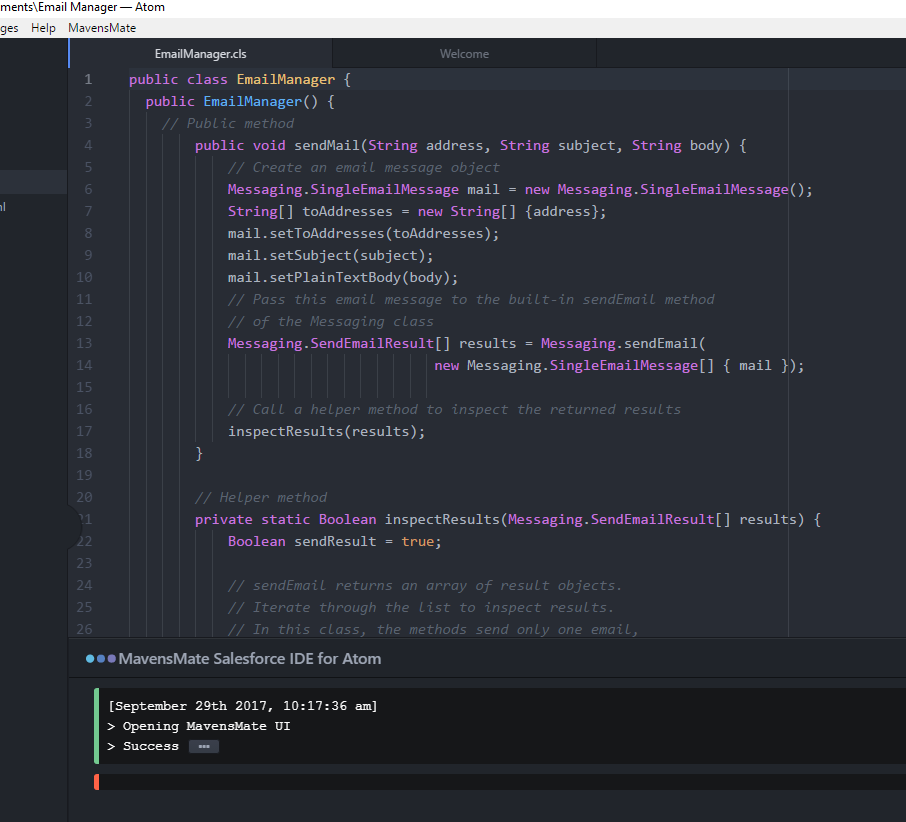 ments\Email Manager — Atom
ges Help MavensMate
EmailManager.cls Welcome
1 public class EmailManager {
2 public EmailManager() {
3 // Public method
4 public void sendMail(String address, String subject, String body) {
5 // Create an email message object
6 Messaging.SingleEmailMessage mail = new Messaging.SingleEmailMessage();
7 String[] toAddresses = new String[] {address};
8 mail.setToAddresses(toAddresses);
9 mail.setSubject(subject);
10 mail.setPlainTextBody(body);
11 // Pass this email message to the built-in sendEmail method
12 // of the Messaging class
13 Messaging.SendEmailResult[] results = Messaging.sendEmail(
14 new Messaging.SingleEmailMessage[] { mail });
15
16 // Call a helper method to inspect the returned results
17 inspectResults(results);
18 }
19
20 // Helper method
21 private static Boolean inspectResults(Messaging.SendEmailResult[] results) {
22 Boolean sendResult = true;
23
24 // sendEmail returns an array of result objects.
25 // Iterate through the list to inspect results.
26 // In this class, the methods send only one email,
MavensMate Salesforce IDE for Atom
[September 29th 2017, 10:17:36 am]
> Opening MavensMate UI
> Success